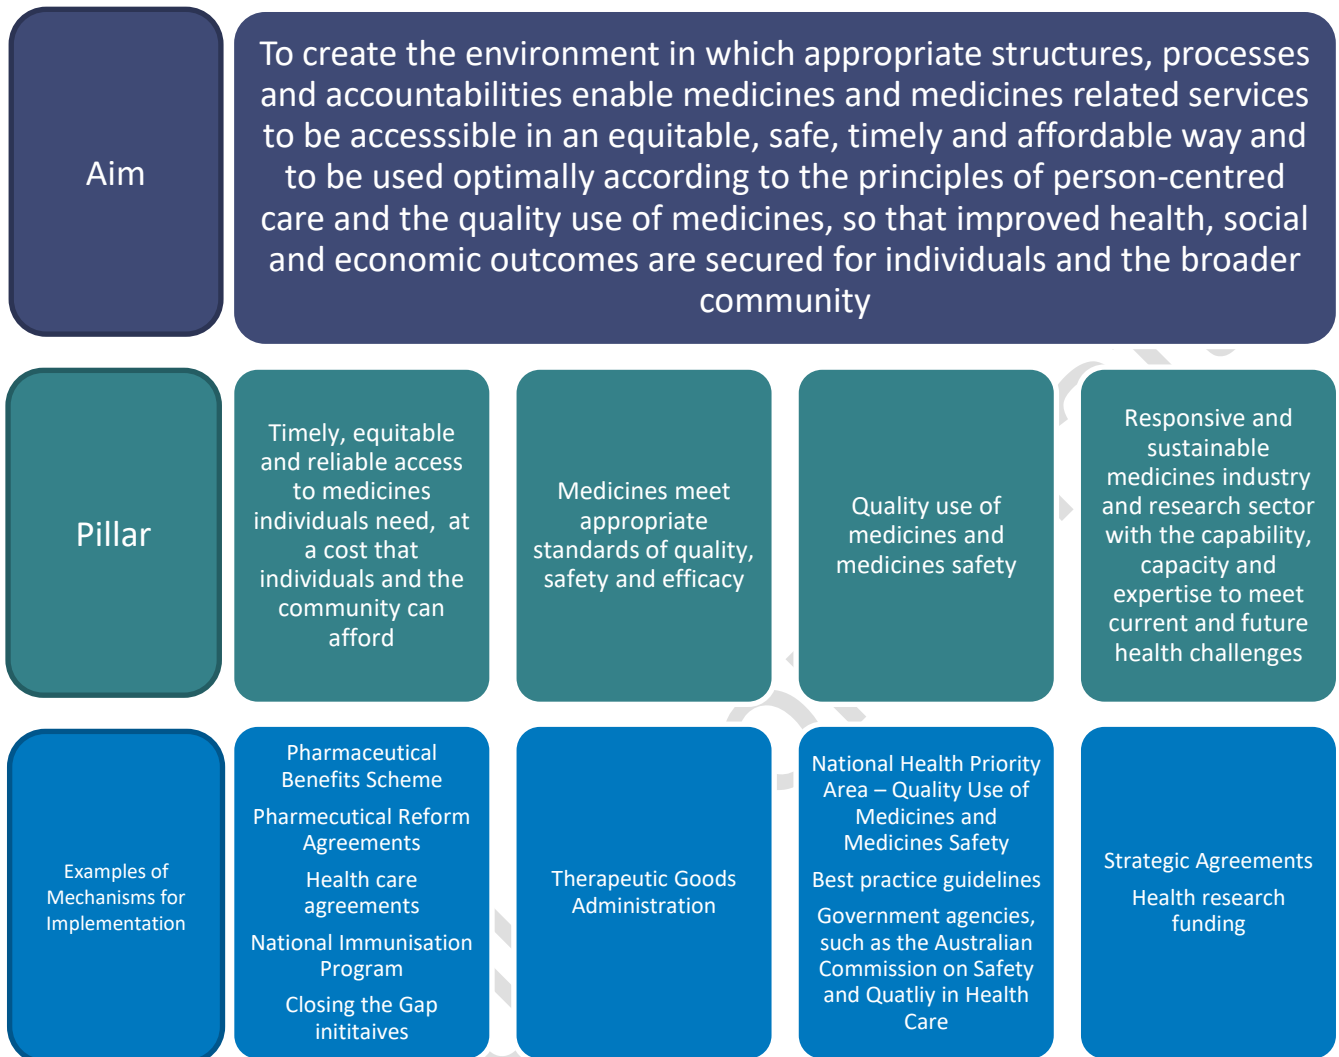 Aim
To create the environment in which appropriate structures, processes
and accountabilities enable medicines and medicines related services
to be accesssible in an equitable, safe, timely and affordable way and
to be used optimally according to the principles of person-centred
care and the quality use of medicines, so that improved health, social
and economic outcomes are secured for individuals and the broader
community
Pillar
Timely, equitable
and reliable access
to medicines
individuals need, at
a cost that
individuals and the
community can
afford
Medicines meet
appropriate
standards of quality,
safety and efficacy
Quality use of
medicines and
medicines safety
Responsive and
sustainable
medicines industry
and research sector
with the capability,
capacity and
expertise to meet
current and future
health challenges
Examples of
Mechanisms for
Implementation
Pharmaceutical
Benefits Scheme
Pharmecutical Reform
Agreements
Health care
agreements
National Immunisation
Program
Closing the Gap
inititaives
Therapeutic Goods
Administration
National Health Priority
Area – Quality Use of
Medicines and
Medicines Safety
Best practice guidelines
Government agencies,
such as the Australian
Commission on Safety
and Quatliy in Health
Care
Strategic Agreements
Health research
funding